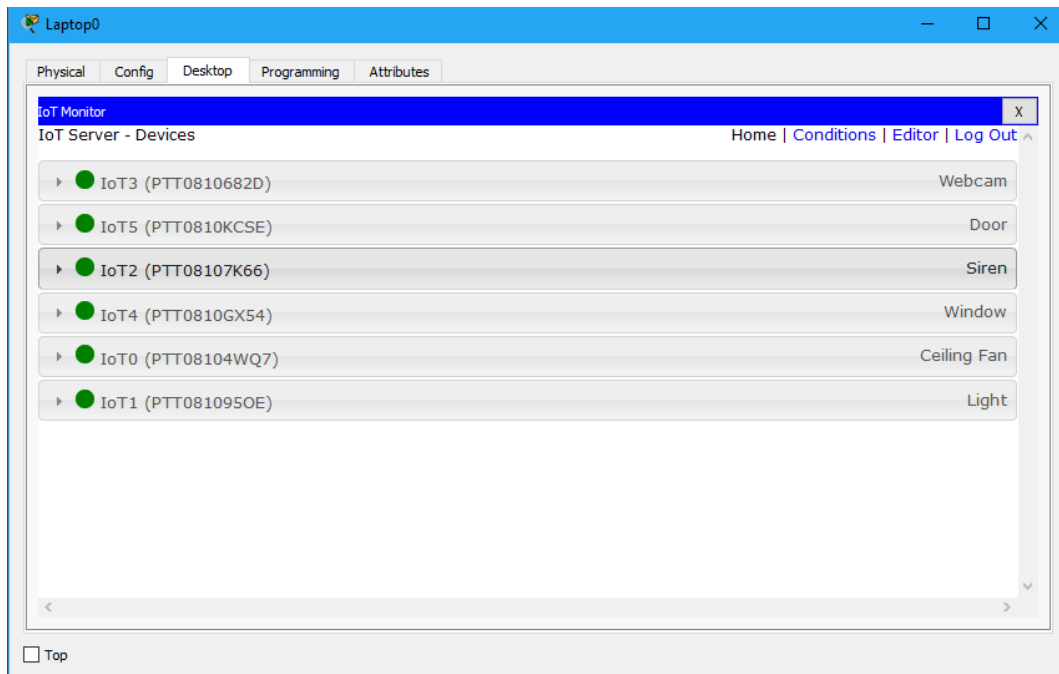 Laptop0
Physical Config Desktop Programming Attributes
IoT Monitor X
IoT Server - Devices Home | Conditions | Editor | Log Out
IoT3 (PTT0810682D) Webcam
IoT5 (PTT0810KCSE) Door
IoT2 (PTT08107K66) Siren
IoT4 (PTT0810GX54) Window
IoT0 (PTT08104WQ7) Ceiling Fan
IoT1 (PTT081095OE) Light
Top